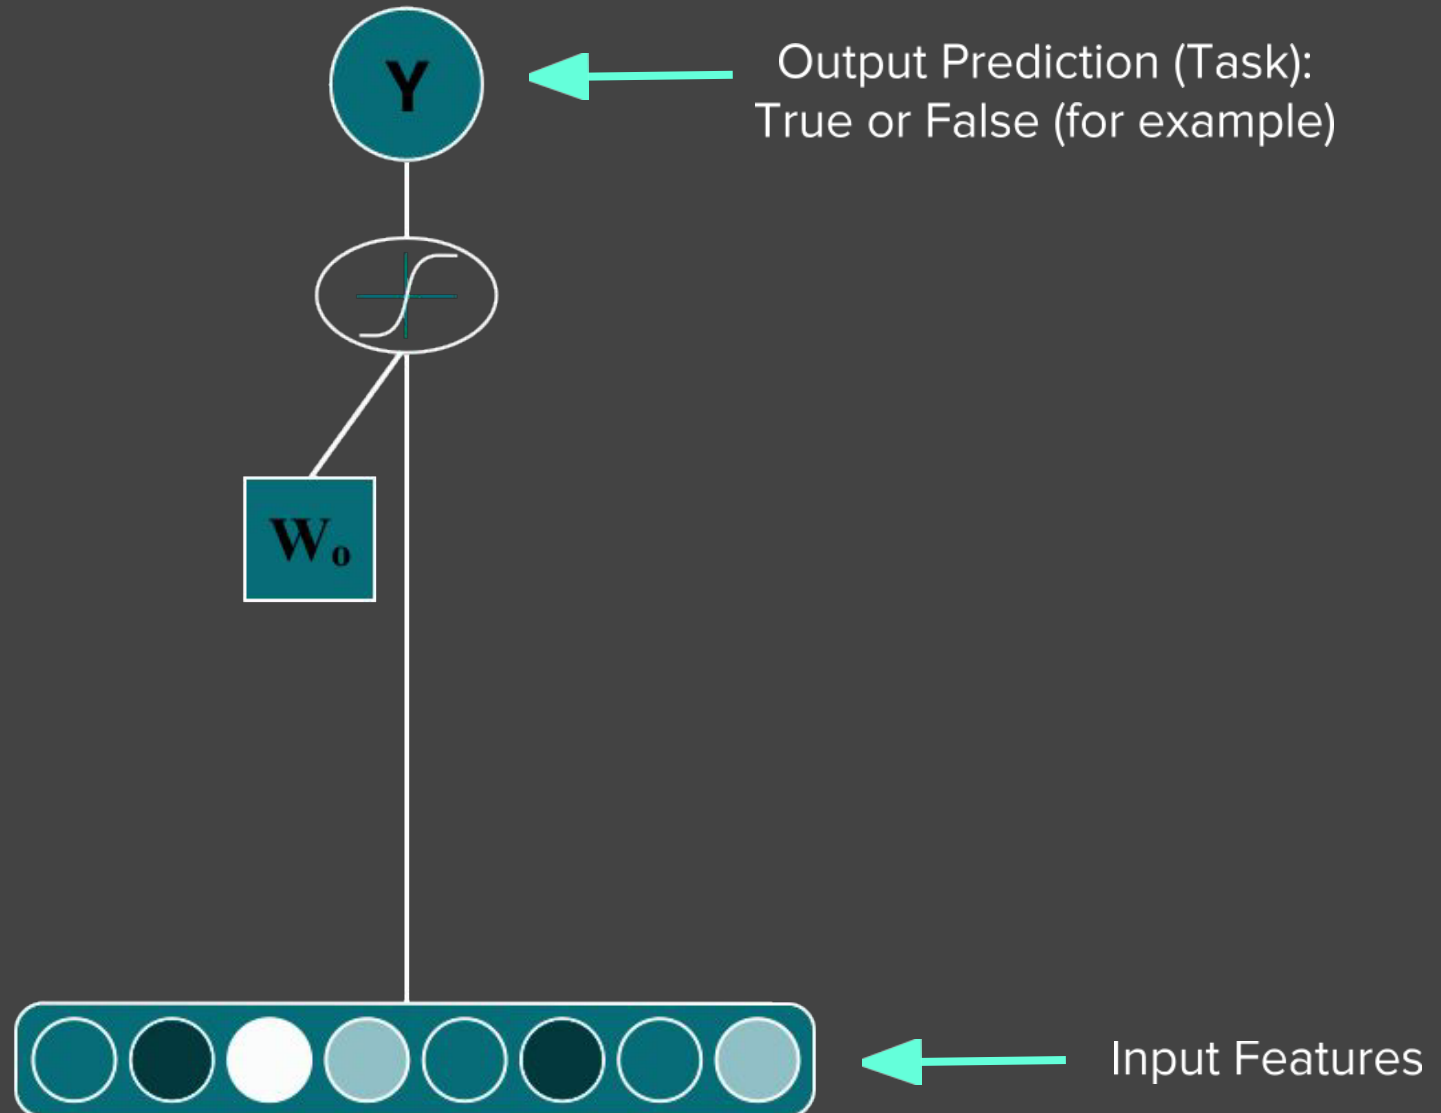 Y
Output Prediction (Task):
True or False (for example)
Wo
Input Features